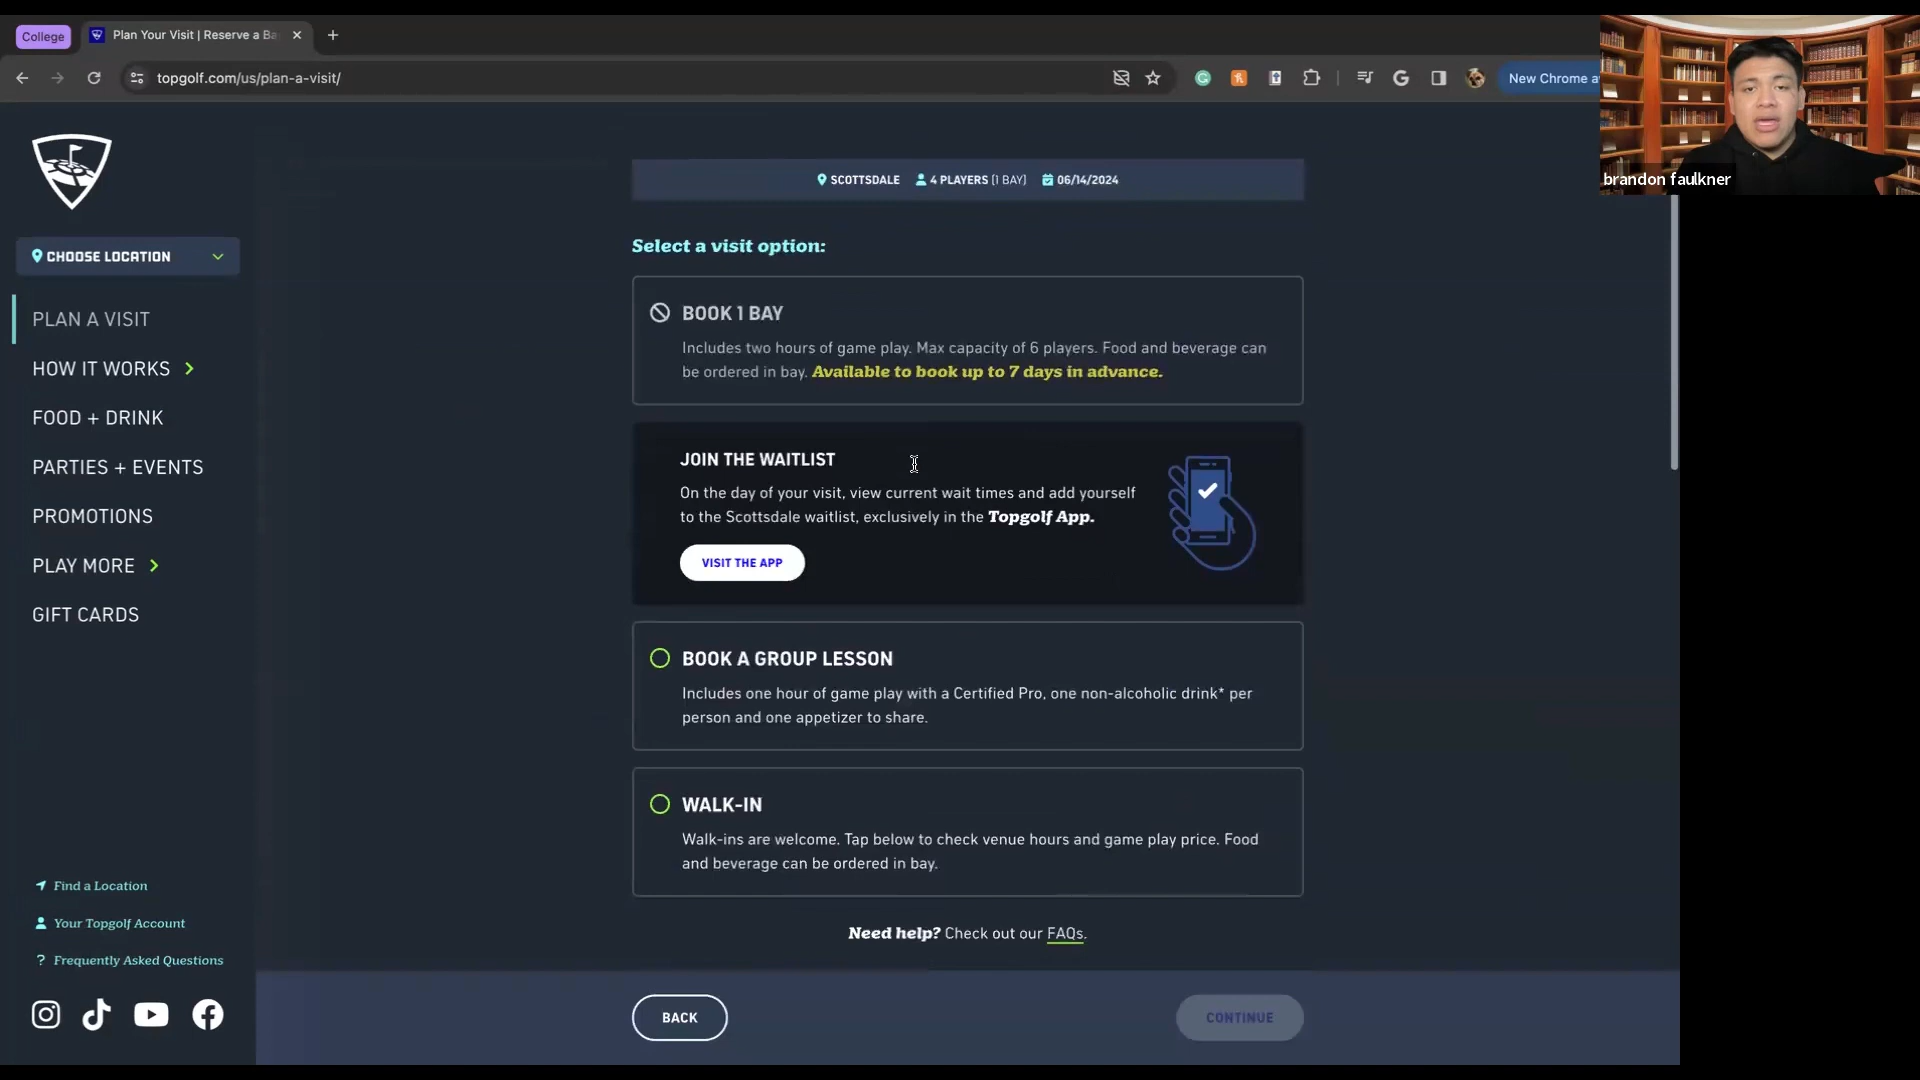 College
Plan Your Visit | Reserve a Ba
topgolf.com/us/plan-a-visit/
New Chrome a
brandon faulkner
CHOOSE LOCATION
PLAN A VISIT
HOW IT WORKS
FOOD + DRINK
PARTIES + EVENTS
PROMOTIONS
PLAY MORE
GIFT CARDS
Find a Location
Your Topgolf Account
? Frequently Asked Questions
SCOTTSDALE 4 PLAYERS (1 BAY) 06/14/2024
Select a visit option:
BOOK 1 BAY
Includes two hours of game play. Max capacity of 6 players. Food and beverage can
be ordered in bay. Available to book up to 7 days in advance.
JOIN THE WAITLIST
On the day of your visit, view current wait times and add yourself
to the Scottsdale waitlist, exclusively in the Topgolf App.
VISIT THE APP
BOOK A GROUP LESSON
Includes one hour of game play with a Certified Pro, one non-alcoholic drink* per
person and one appetizer to share.
WALK-IN
Walk-ins are welcome. Tap below to check venue hours and game play price. Food
and beverage can be ordered in bay.
Need help? Check out our FAQs.
BACK
CONTINUE